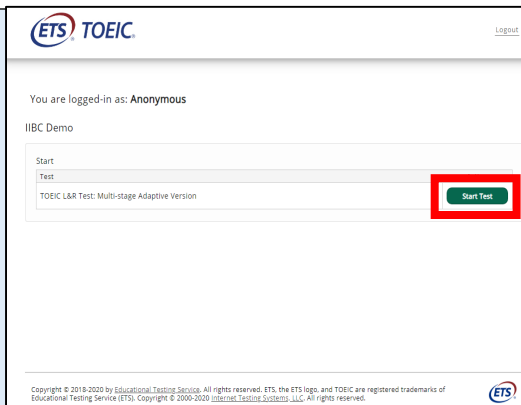 ETS® TOEIC®
Logout
You are logged-in as: Anonymous
IIBC Demo
Start
Test
TOEIC L&R Test: Multi-stage Adaptive Version
Start Test
Copyright © 2018-2020 by Educational Testing Service. All rights reserved. ETS, the ETS logo, and TOEIC are registered trademarks of
Educational Testing Service (ETS). Copyright © 2000-2020 Internet Testing Systems, LLC. All rights reserved.
ETS®